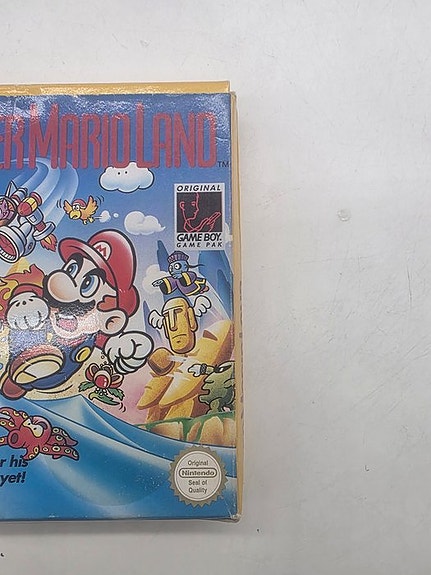 ER MARIO LAND
TM
ORIGINAL
GAME BOY
GAME PAK
r his
yet!
Original
Nintendo
Seal of
Quality